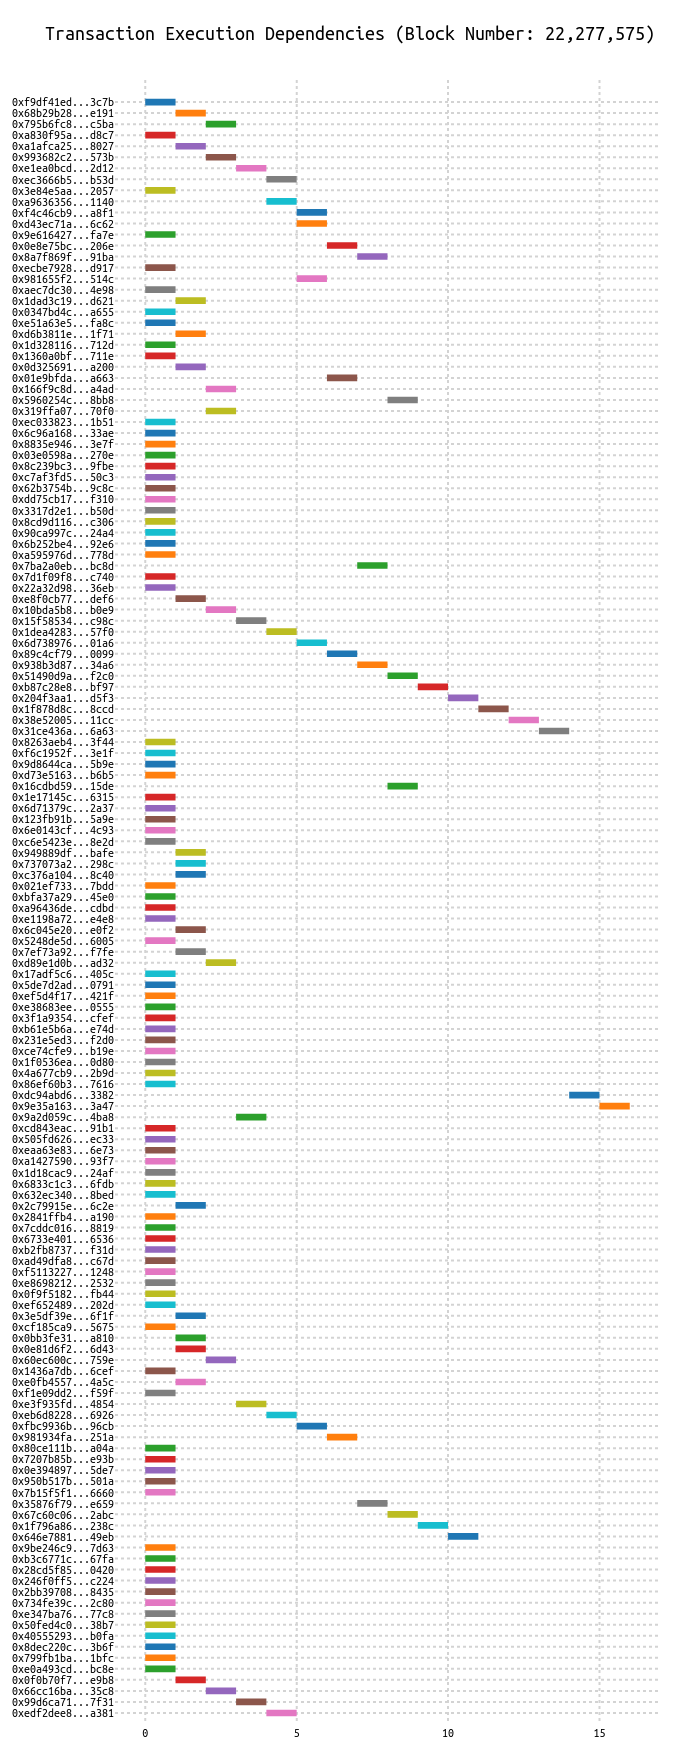 Transaction Execution Dependencies (Block Number: 22,277,575)
0xf9df41ed...3c7b
0x68b29b28...e191
0x795b6fc8...c5ba
0xa830f95a...d8c7
0xa1afca25...8027
0x993682c2...573b
0xe1ea0bcd...2d12
0xec3666b5...b53d
0x3e84e5aa...2057
0xa9636356...1140
0xf4c46cb9...a8f1
0xd43ec71a...6c62
0x9e616427...fa7e
0x0e8e75bc...206e
0x8a7f869f...91ba
0xecbe7928...d917
0x981655f2...514c
0xaec7dc30...4e98
0x1dad3c19...d621
0x0347bd4c...a655
0xe51a63e5...fa8c
0xd6b3811e...1f71
0x1d328116...712d
0x1360a0bf...711e
0x0d325691...a200
0x01e9bfda...a663
0x166f9c8d...a4ad
0x5960254c...8bb8
0x319ffa07...70f0
0xec033823...1b51
0x6c96a168...33ae
0x8835e946...3e7f
0x03e0598a...270e
0x8c239bc3...9fbe
0xc7af3fd5...50c3
0x62b3754b...9c8c
0xdd75cb17...f310
0x3317d2e1...b50d
0x8cd9d116...c306
0x90ca997c...24a4
0x6b252be4...92e6
0xa595976d...778d
0x7ba2a0eb...bc8d
0x7d1f09f8...c740
0x22a32d98...36eb
0xe8f0cb77...def6
0x10bda5b8...b0e9
0x15f58534...c98c
0x1dea4283...57f0
0x6d738976...01a6
0x89c4cf79...0099
0x938b3d87...34a6
0x51490d9a...f2c0
0xb87c28e8...bf97
0x204f3aa1...d5f3
0x1f878d8c...8ccd
0x38e52005...11cc
0x31ce436a...6a63
0x8263aeb4...3f44
0xf6c1952f...3e1f
0x9d8644ca...5b9e
0xd73e5163...b6b5
0x16cdbd59...15de
0x1e17145c...6315
0x6d71379c...2a37
0x123fb91b...5a9e
0x6e0143cf...4c93
0xc6e5423e...8e2d
0x949889df...bafe
0x737073a2...298c
0xc376a104...8c40
0x021ef733...7bdd
0xbfa37a29...45e0
0xa96436de...cdbd
0xe1198a72...e4e8
0x6c045e20...e0f2
0x5248de5d...6005
0x7ef73a92...f7fe
0xd89e1d0b...ad32
0x17adf5c6...405c
0x5de7d2ad...0791
0xef5d4f17...421f
0xe38683ee...0555
0x3f1a9354...cfef
0xb61e5b6a...e74d
0x231e5ed3...f2d0
0xce74cfe9...b19e
0x1f0536ea...0d80
0x4a677cb9...2b9d
0x86ef60b3...7616
0xdc94abd6...3382
0x9e35a163...3a47
0x9a2d059c...4ba8
0xcd843eac...91b1
0x505fd626...ec33
0xeaa63e83...6e73
0xa1427590...93f7
0x1d18cac9...24af
0x6833c1c3...6fdb
0x632ec340...8bed
0x2c79915e...6c2e
0x2841ffb4...a190
0x7cddc016...8819
0x6733e401...6536
0xb2fb8737...f31d
0xad49dfa8...c67d
0xf5113227...1248
0xe8698212...2532
0x0f9f5182...fb44
0xef652489...202d
0x3e5df39e...6f1f
0xcf185ca9...5675
0x0bb3fe31...a810
0x0e81d6f2...6d43
0x60ec600c...759e
0x1436a7db...6cef
0xe0fb4557...4a5c
0xf1e09dd2...f59f
0xe3f935fd...4854
0xeb6d8228...6926
0xfbc9936b...96cb
0x981934fa...251a
0x80ce111b...a04a
0x7207b85b...e93b
0x0e394897...5de7
0x950b517b...501a
0x7b15f5f1...6660
0x35876f79...e659
0x67c60c06...2abc
0x1f796a86...238c
0x646e7881...49eb
0x9be246c9...7d63
0xb3c6771c...67fa
0x28cd5f85...0420
0x246f0ff5...c224
0x2bb39708...8435
0x734fe39c...2c80
0xe347ba76...77c8
0x50fed4c0...38b7
0x40555293...b0fa
0x8dec220c...3b6f
0x799fb1ba...1bfc
0xe0a493cd...bc8e
0x0f0b70f7...e9b8
0x66cc16ba...35c8
0x99d6ca71...7f31
0xedf2dee8...a381
0 5 10 15